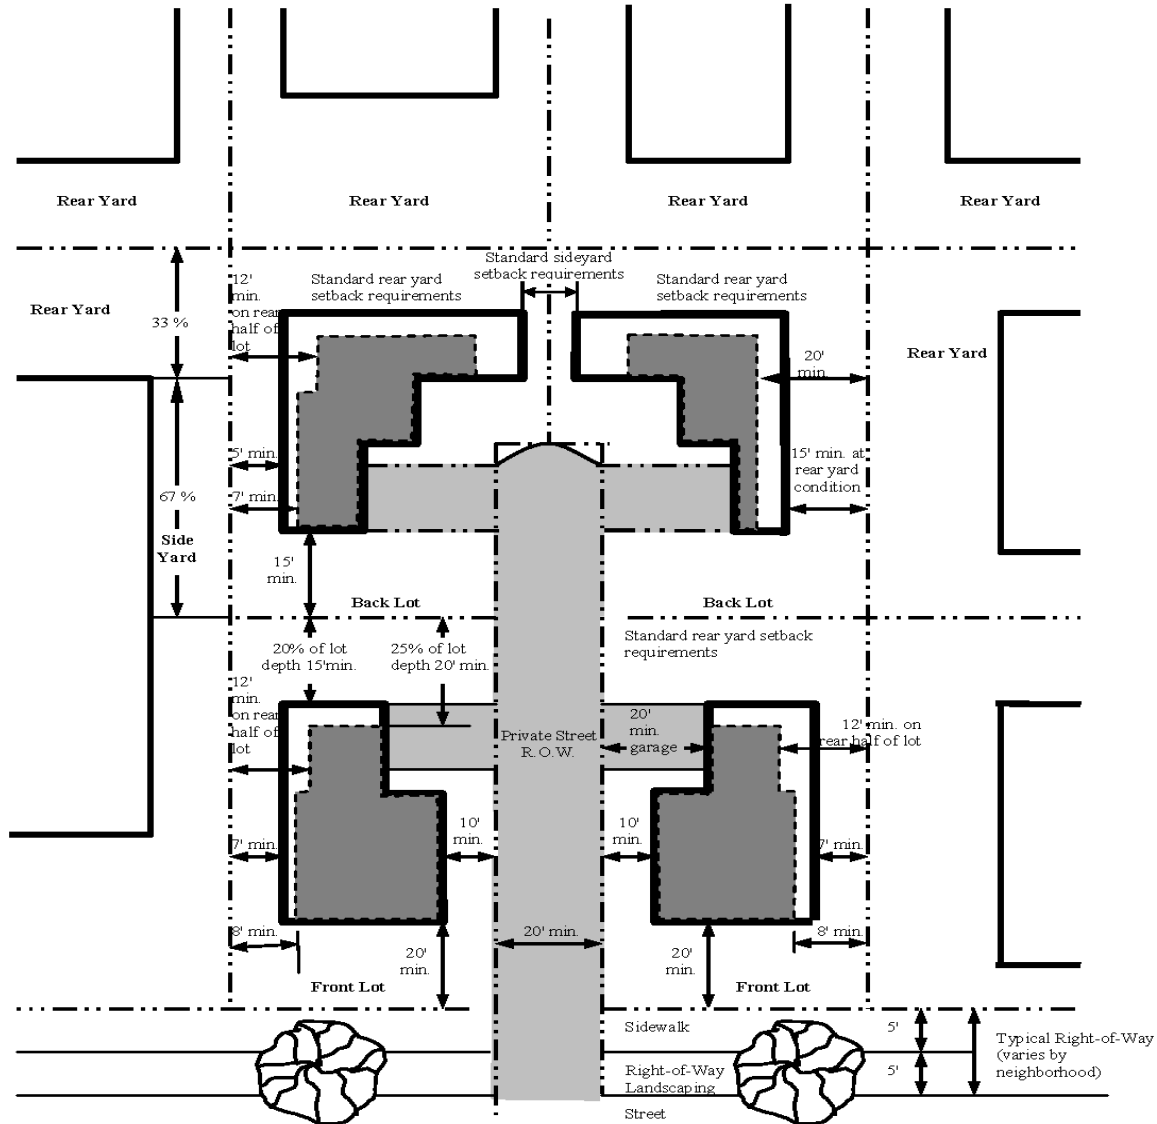 Rear Yard
Rear Yard
Rear Yard
Rear Yard
Standard sideyard
setback requirements
12'
min.
on rear
half of
lot
Standard rear yard
setback requirements
Standard rear yard
setback requirements
Rear Yard
33 %
Rear Yard
20'
min.
5' min.
15' min. at
rear yard
condition
67 %
7' min.
Side
Yard
15'
min.
Back Lot
Back Lot
20% of lot
depth 15'min.
25% of lot
depth 20' min.
Standard rear yard setback
requirements
12'
min.
on rear
half of
lot
Private Street
R.O.W.
20'
min.
garage
12' min. on
rear half of lot
10'
min.
10'
min.
7' min.
7' min.
8' min.
20'
min.
20' min.
20'
min.
8' min.
Front Lot
Front Lot
Sidewalk
5'
Typical Right-of-Way
(varies by
neighborhood)
Right-of-Way
Landscaping
5'
Street